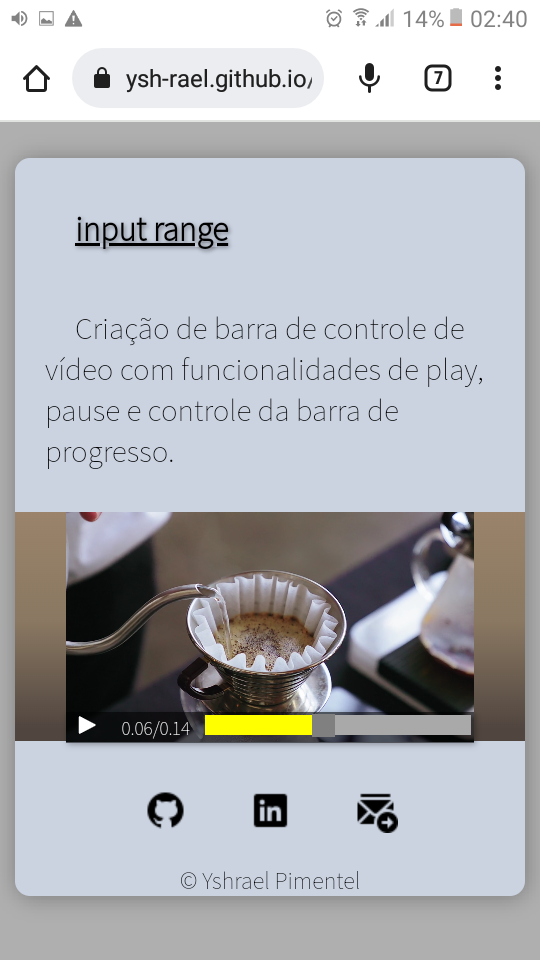 14% 02:40
ysh-rael.github.io/
7
input range
Criação de barra de controle de
vídeo com funcionalidades de play,
pause e controle da barra de
progresso.
0.06/0.14
in
© Yshrael Pimentel